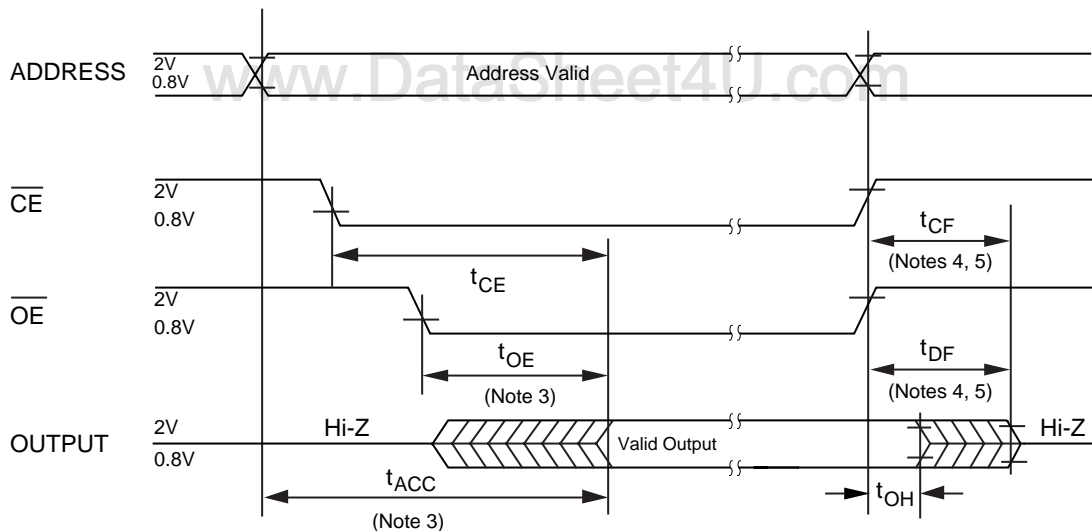 ADDRESS
2V
0.8V
Address Valid
www.DataSheet4U.com
CE
2V
0.8V
tCE
tCF
(Notes 4, 5)
OE
2V
0.8V
tOE
(Note 3)
tDF
(Notes 4, 5)
OUTPUT
2V
0.8V
Hi-Z
Valid Output
Hi-Z
tACC
(Note 3)
tOH